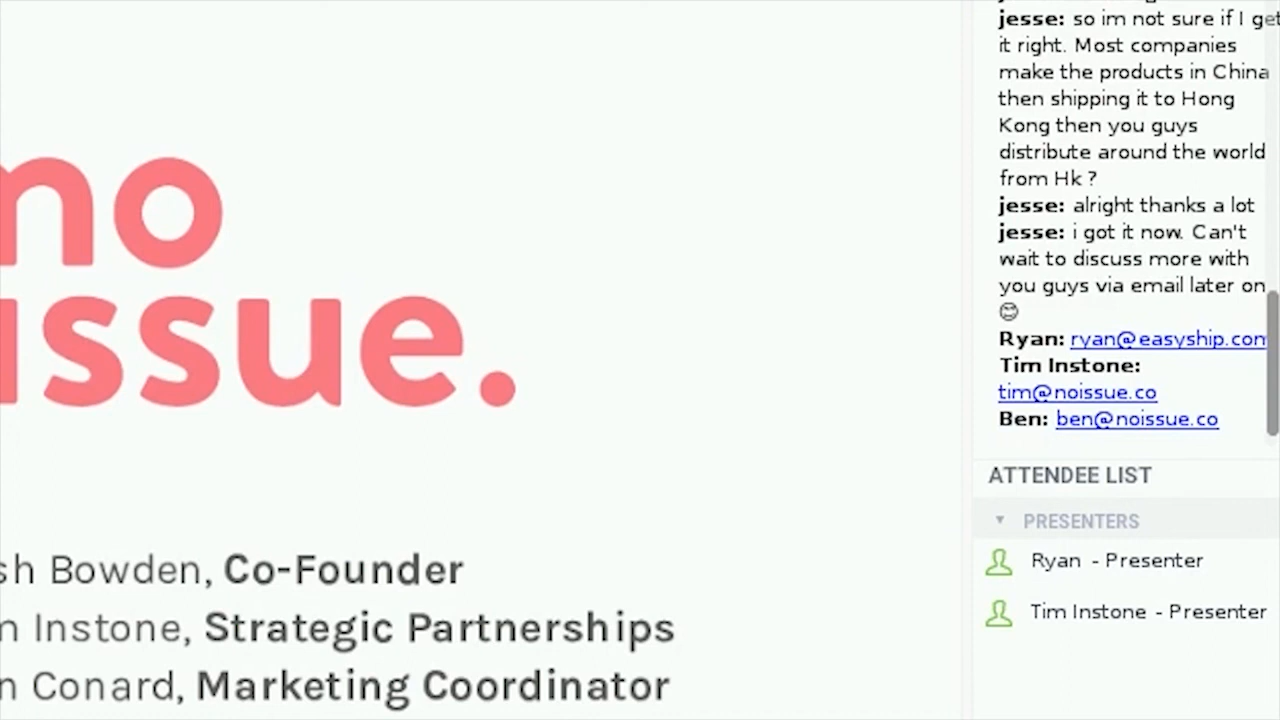 no
issue.
sh Bowden, Co-Founder
m Instone, Strategic Partnerships
n Conard, Marketing Coordinator
jesse: so im not sure if I get
it right. Most companies
make the products in China
then shipping it to Hong
Kong then you guys
distribute around the world
from Hk ?
jesse: alright thanks a lot
jesse: i got it now. Can't
wait to discuss more with
you guys via email later on
😊
Ryan: ryan@easyship.com
Tim Instone:
tim@noissue.co
Ben: ben@noissue.co
ATTENDEE LIST
PRESENTERS
Ryan - Presenter
Tim Instone - Presenter